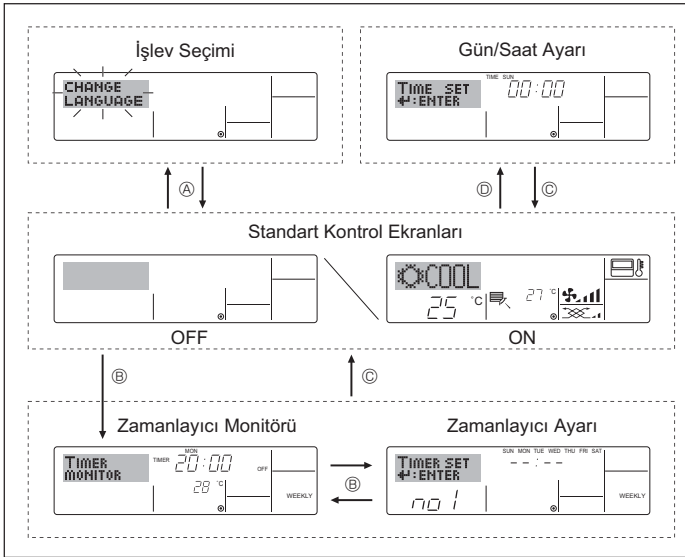 İşlev Seçimi
CHANGE
LANGUAGE
Gün/Saat Ayarı
TIME SUN
TIME SET 00:00
↵:ENTER
Ⓐ
Ⓓ
Ⓒ
Standart Kontrol Ekranları
OFF
COOL
25 °C
27 °C
ON
Ⓑ
Ⓒ
Zamanlayıcı Monitörü
MON
TIMER
MONITOR
TIMER 20:00 OFF
28 °C
WEEKLY
Ⓑ
Zamanlayıcı Ayarı
SUN MON TUE WED THU FRI SAT
TIMER SET --:--
↵:ENTER
no 1
WEEKLY